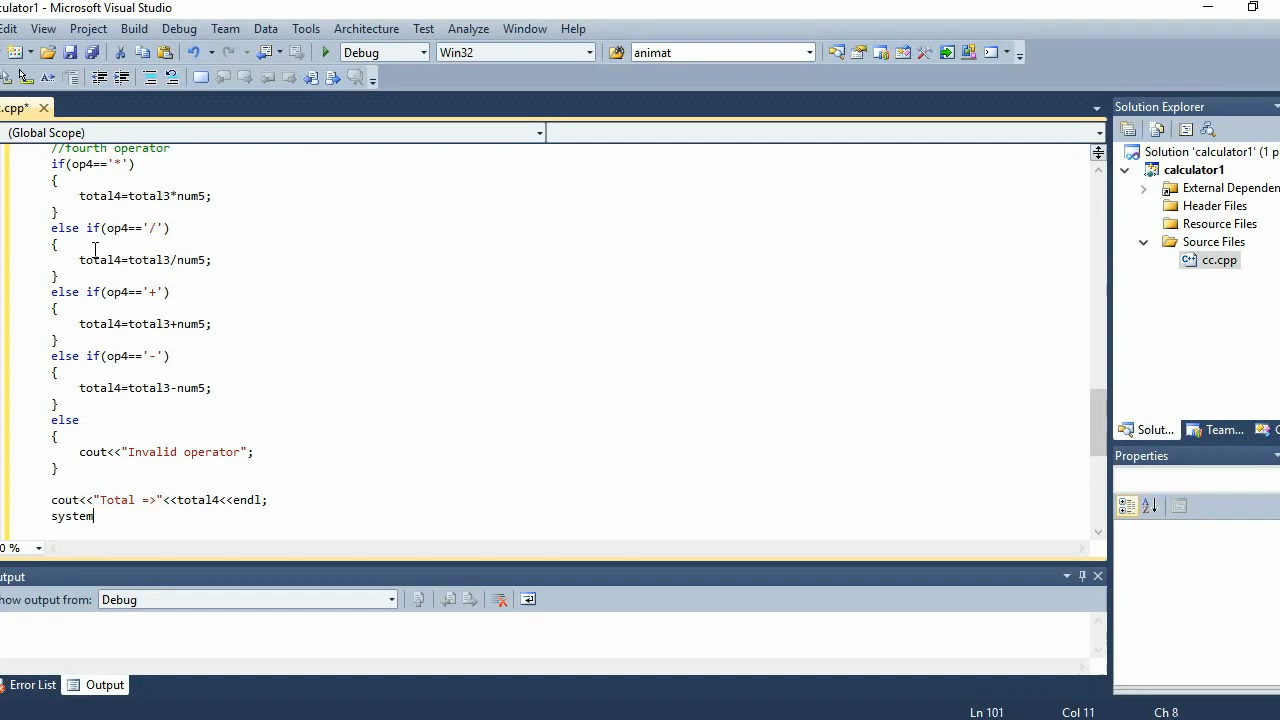 culator1 - Microsoft Visual Studio
Edit View Project Build Debug Team Data Tools Architecture Test Analyze Window Help
Debug Win32 animat
c.cpp*
(Global Scope)
Solution Explorer
Solution 'calculator1' (1 p
calculator1
External Dependen
Header Files
Resource Files
Source Files
cc.cpp
//fourth operator
if(op4=='*')
{
total4=total3*num5;
}
else if(op4=='/')
{
total4=total3/num5;
}
else if(op4=='+')
{
total4=total3+num5;
}
else if(op4=='-')
{
total4=total3-num5;
}
else
{
cout<<"Invalid operator";
}
cout<<"Total =>"<<total4<<endl;
system
0 %
Solut... Team... C
Properties
utput
how output from: Debug
Error List Output
Ln 101 Col 11 Ch 8